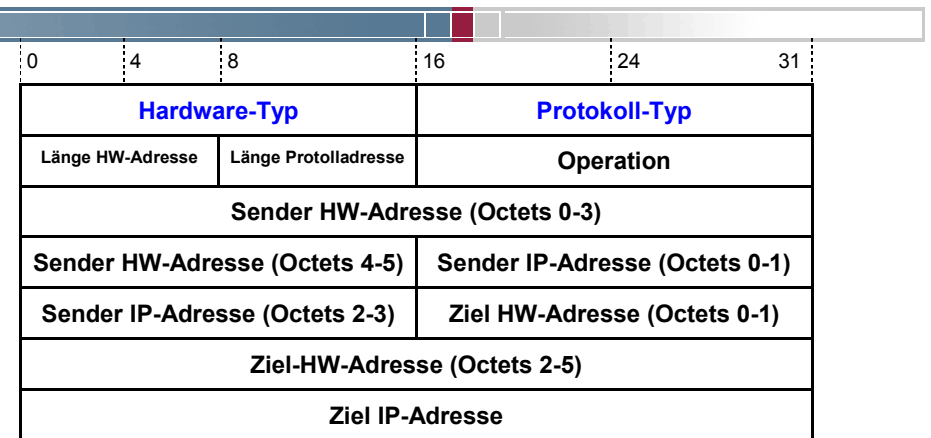 0 4 8 16 24 31
Hardware-Typ Protokoll-Typ
Länge HW-Adresse Länge Protolladresse Operation
Sender HW-Adresse (Octets 0-3)
Sender HW-Adresse (Octets 4-5) Sender IP-Adresse (Octets 0-1)
Sender IP-Adresse (Octets 2-3) Ziel HW-Adresse (Octets 0-1)
Ziel-HW-Adresse (Octets 2-5)
Ziel IP-Adresse